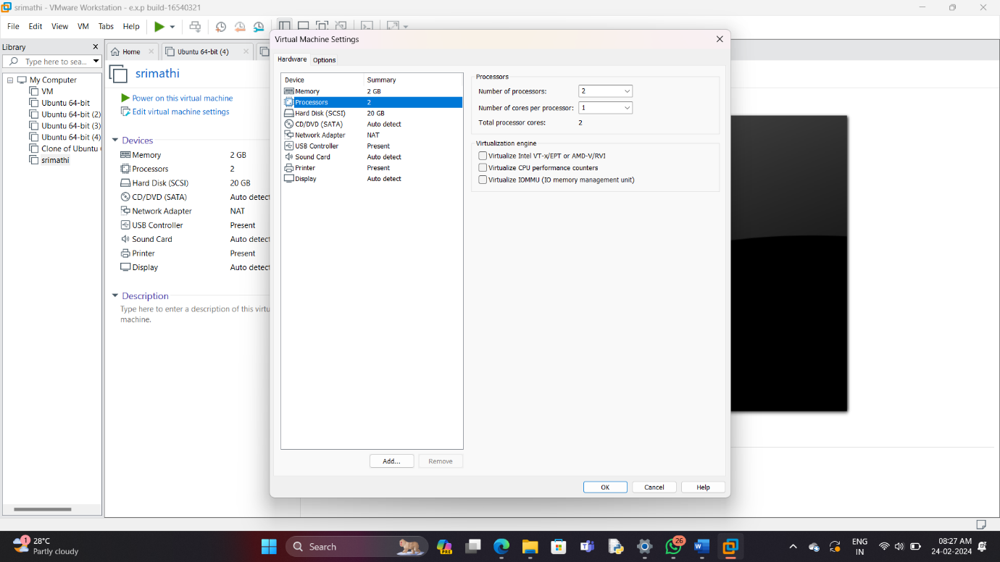 srimathi - VMware Workstation - e.x.p build-16540321
File Edit View VM Tabs Help
Library
Type here to sea...
My Computer
VM
Ubuntu 64-bit
Ubuntu 64-bit (2)
Ubuntu 64-bit (3)
Ubuntu 64-bit (4)
Clone of Ubuntu
srimathi
Home
Ubuntu 64-bit (4)
srimathi
Power on this virtual machine
Edit virtual machine settings
Devices
Memory 2 GB
Processors 2
Hard Disk (SCSI) 20 GB
CD/DVD (SATA) Auto detect
Network Adapter NAT
USB Controller Present
Sound Card Auto detect
Printer Present
Display Auto detect
Description
Type here to enter a description of this virtu
machine.
Virtual Machine Settings
Hardware Options
Device Summary
Memory 2 GB
Processors 2
Hard Disk (SCSI) 20 GB
CD/DVD (SATA) Auto detect
Network Adapter NAT
USB Controller Present
Sound Card Auto detect
Printer Present
Display Auto detect
Add... Remove
Processors
Number of processors: 2
Number of cores per processor: 1
Total processor cores: 2
Virtualization engine
Virtualize Intel VT-x/EPT or AMD-V/RVI
Virtualize CPU performance counters
Virtualize IOMMU (IO memory management unit)
OK Cancel Help
1
28°C
Partly cloudy
Search
PRE
26
ENG
IN
08:27 AM
24-02-2024